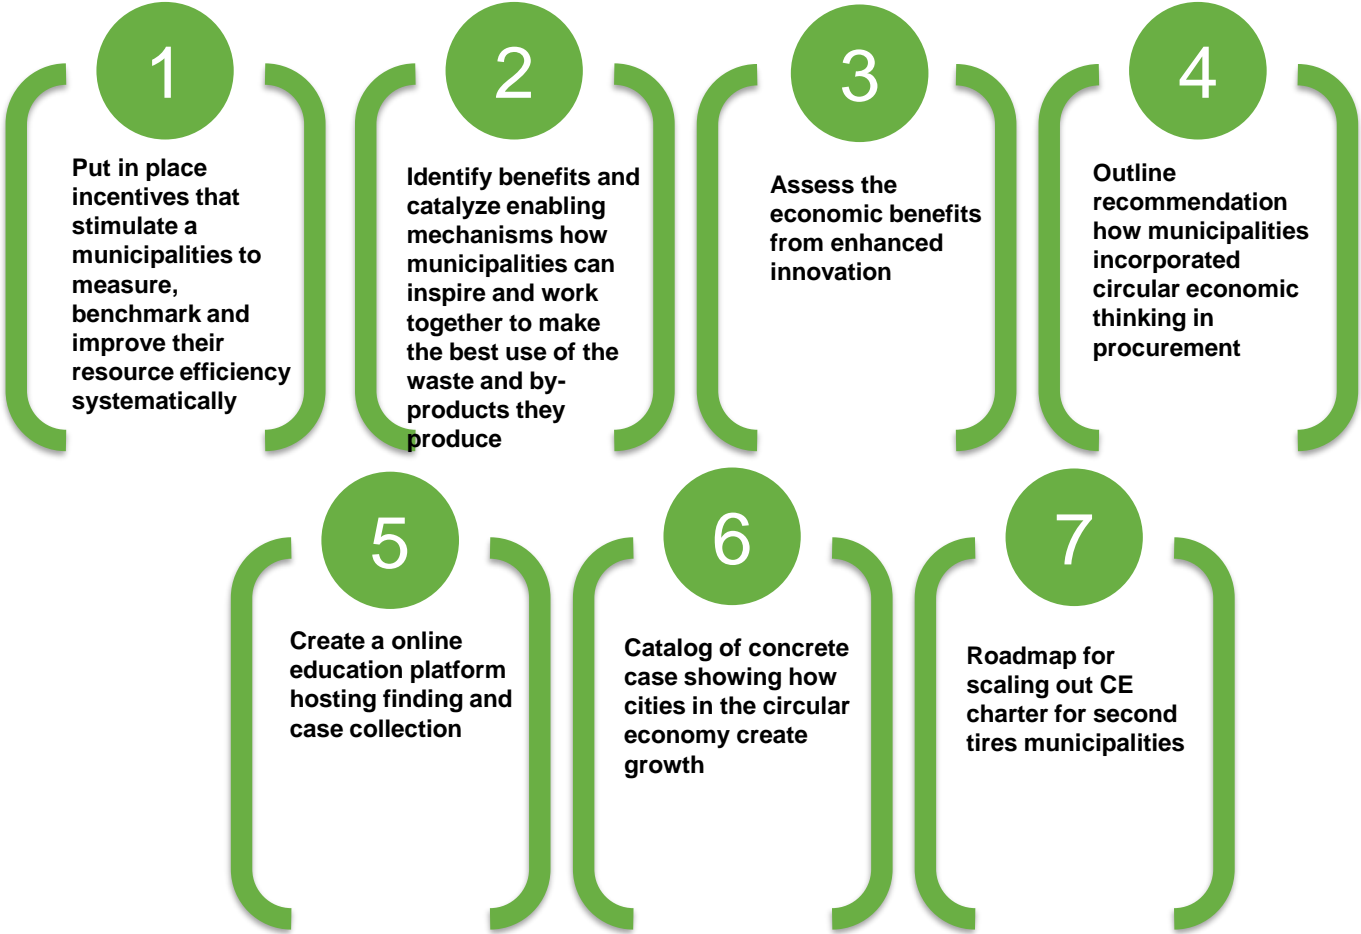 1
Put in place
incentives that
stimulate a
municipalities to
measure,
benchmark and
improve their
resource efficiency
systematically
2
Identify benefits and
catalyze enabling
mechanisms how
municipalities can
inspire and work
together to make
the best use of the
waste and by-
products they
produce
3
Assess the
economic benefits
from enhanced
innovation
4
Outline
recommendation
how municipalities
incorporated
circular economic
thinking in
procurement
5
Create a online
education platform
hosting finding and
case collection
6
Catalog of concrete
case showing how
cities in the circular
economy create
growth
7
Roadmap for
scaling out CE
charter for second
tires municipalities